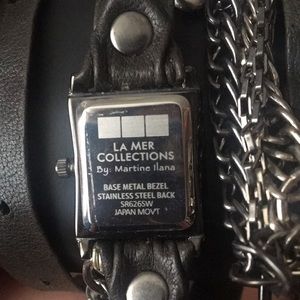 LA MER
COLLECTIONS
By: Martine Ilana
BASE METAL BEZEL
STAINLESS STEEL BACK
SR626SW
JAPAN MOVT